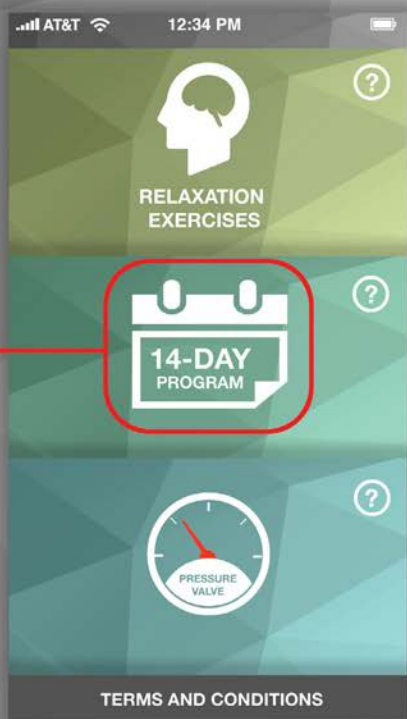 AT&T 12:34 PM
?
RELAXATION
EXERCISES
?
14-DAY
PROGRAM
?
PRESSURE
VALVE
TERMS AND CONDITIONS